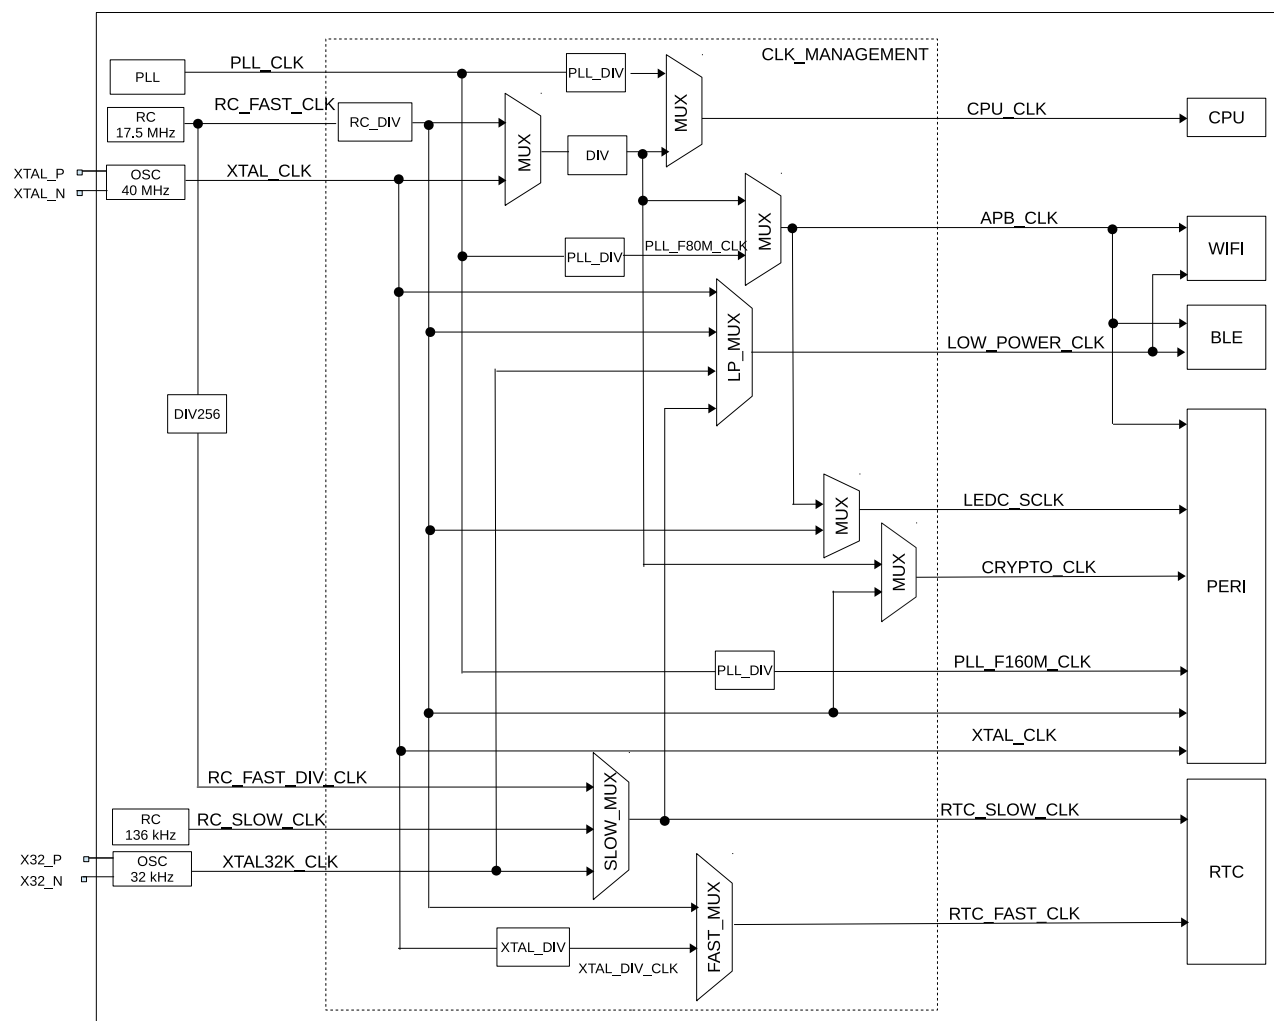 CLK_MANAGEMENT
PLL
PLL_CLK
PLL_DIV
MUX
RC
17.5 MHz
RC_FAST_CLK
RC_DIV
CPU_CLK
CPU
MUX
DIV
XTAL_P
XTAL_N
OSC
40 MHz
XTAL_CLK
APB_CLK
WIFI
MUX
PLL_F80M_CLK
PLL_DIV
LP_MUX
LOW_POWER_CLK
BLE
DIV256
MUX
LEDC_SCLK
MUX
CRYPTO_CLK
PERI
PLL_DIV
PLL_F160M_CLK
XTAL_CLK
RC_FAST_DIV_CLK
SLOW_MUX
RC
136 kHz
RC_SLOW_CLK
RTC_SLOW_CLK
X32_P
X32_N
OSC
32 kHz
XTAL32K_CLK
RTC
FAST_MUX
RTC_FAST_CLK
XTAL_DIV
XTAL_DIV_CLK